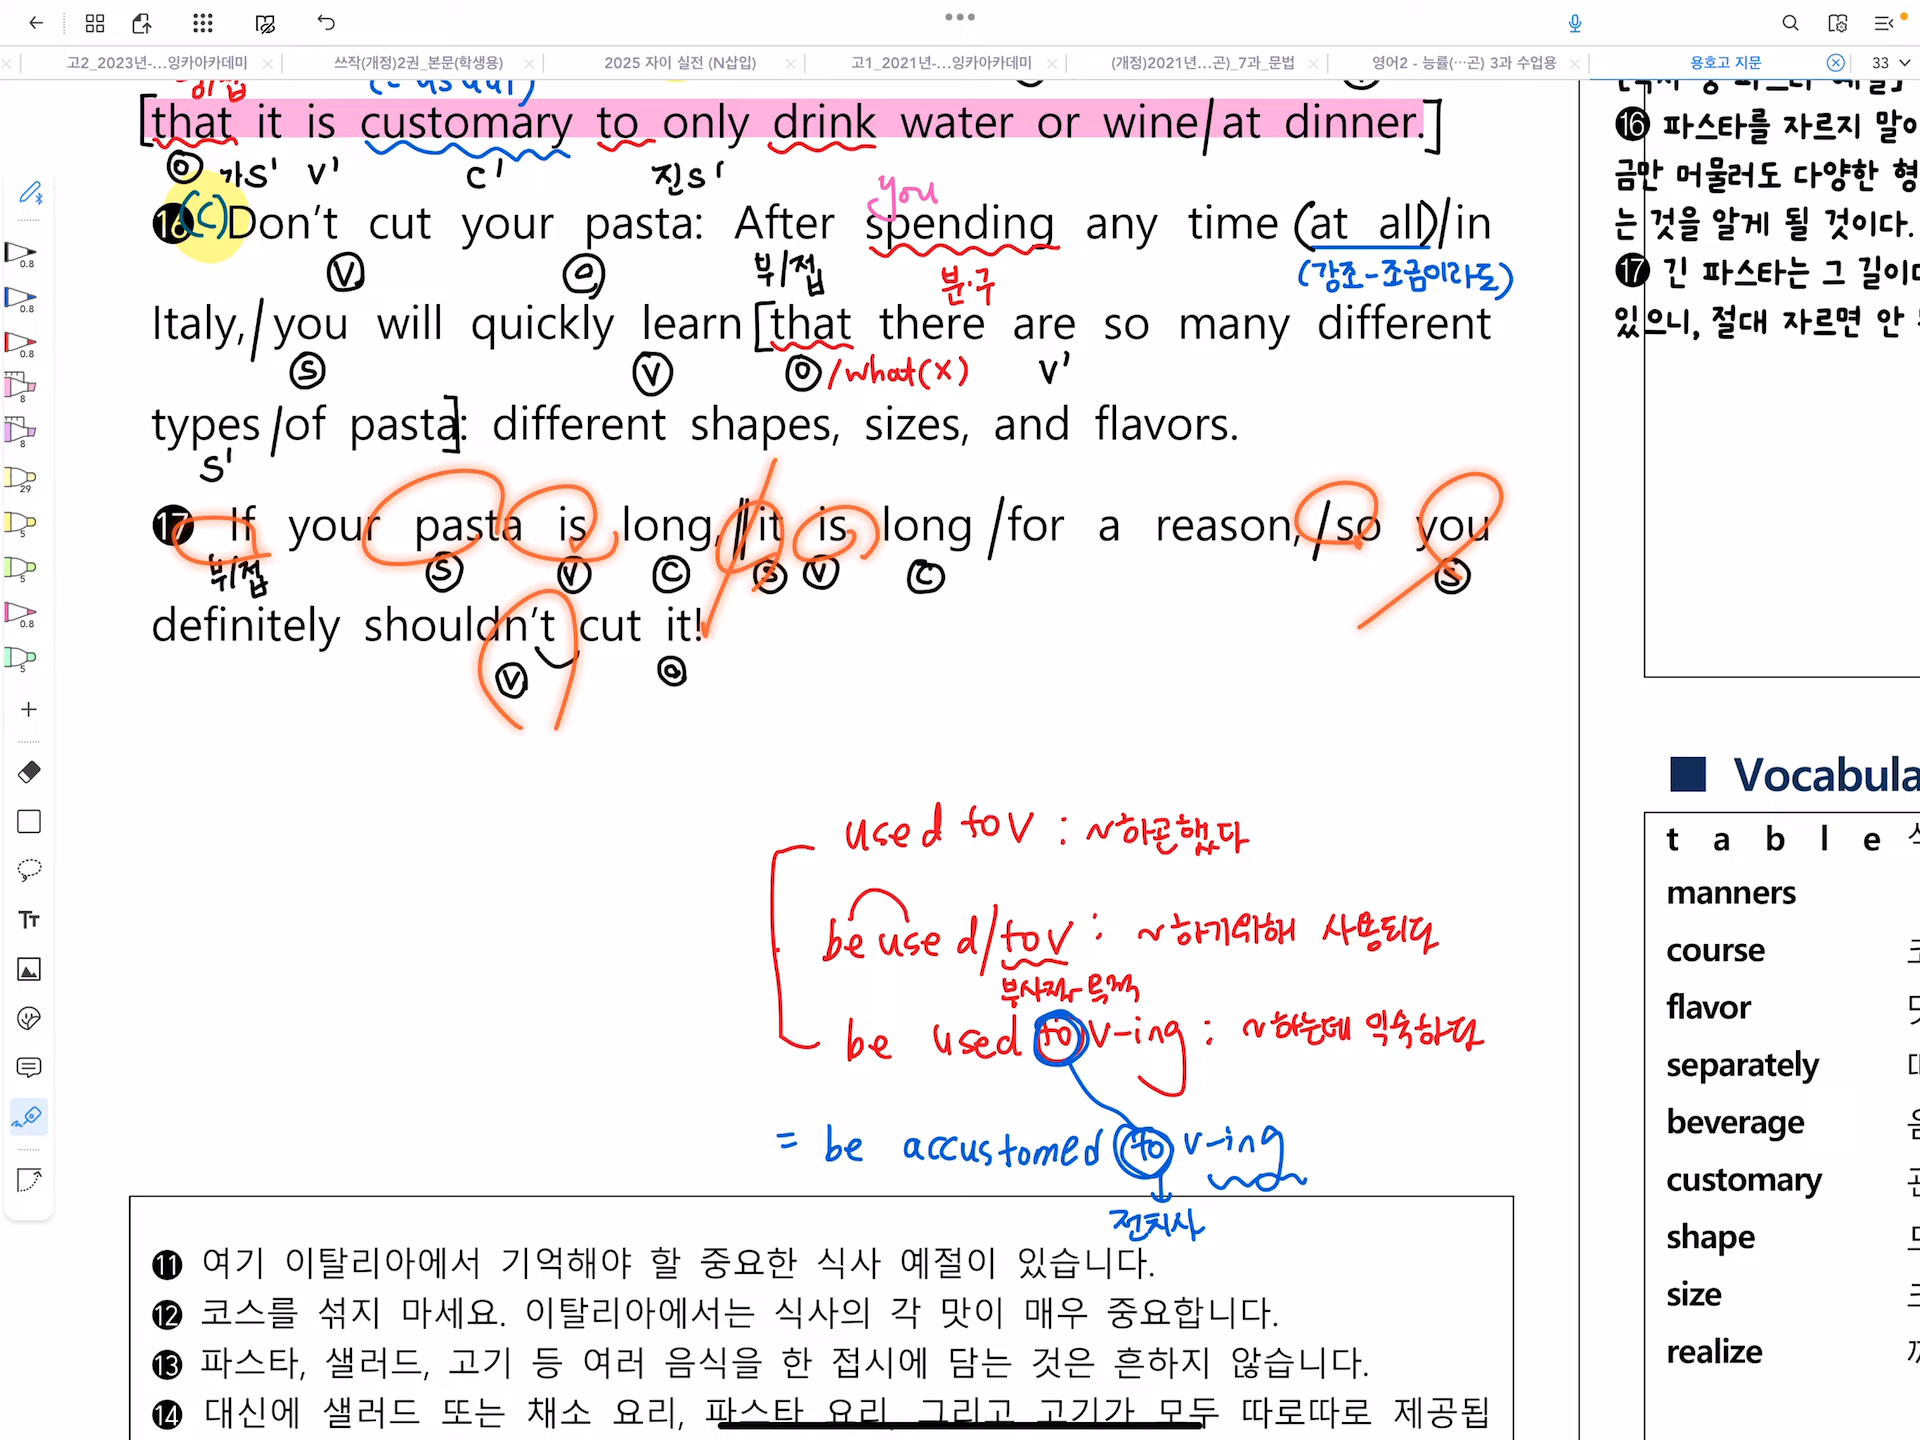 고2_2023년-...잉카아카데미
쓰작(개정)2권_본문(학생용)
2025 자이 실전 (N삽입)
고1_2021년-...잉카아카데미
(개정)2021년...곤)_7과_문법
영어2 - 능률(···곤) 3과 수업용
용호고 지문
33
[that it is customary to only drink water or wine/at dinner.]
O 가S' V' C' 진S'
you
16 (C) Don't cut your pasta: After spending any time (at all)/in
V O 부/접 분·구 (강조-조금이라도)
Italy,/you will quickly learn [that there are so many different
S V O /what(X) V'
types/of pasta]: different shapes, sizes, and flavors.
S'
17 If your pasta is long,//it is long/for a reason,/so you
부/접 S V C S V C S
definitely shouldn't cut it!
V O
used to V : ~하곤했다
be used/to V : ~하기위해 사용되다
부사적 목적
be used to V-ing : ~하는데 익숙하다
= be accustomed to v-ing
전치사
11 여기 이탈리아에서 기억해야 할 중요한 식사 예절이 있습니다.
12 코스를 섞지 마세요. 이탈리아에서는 식사의 각 맛이 매우 중요합니다.
13 파스타, 샐러드, 고기 등 여러 음식을 한 접시에 담는 것은 흔하지 않습니다.
14 대신에 샐러드 또는 채소 요리, 파스타 요리, 그리고 고기가 모두 따로따로 제공됩
16 파스타를 자르지 말
금만 머물러도 다양한 형
는 것을 알게 될 것이다.
17 긴 파스타는 그 길이
있으니, 절대 자르면 안
Vocabula
table
manners
course
flavor
separately
beverage
customary
shape
size
realize
0.8
0.8
0.8
8
8
29
5
5
0.8
5